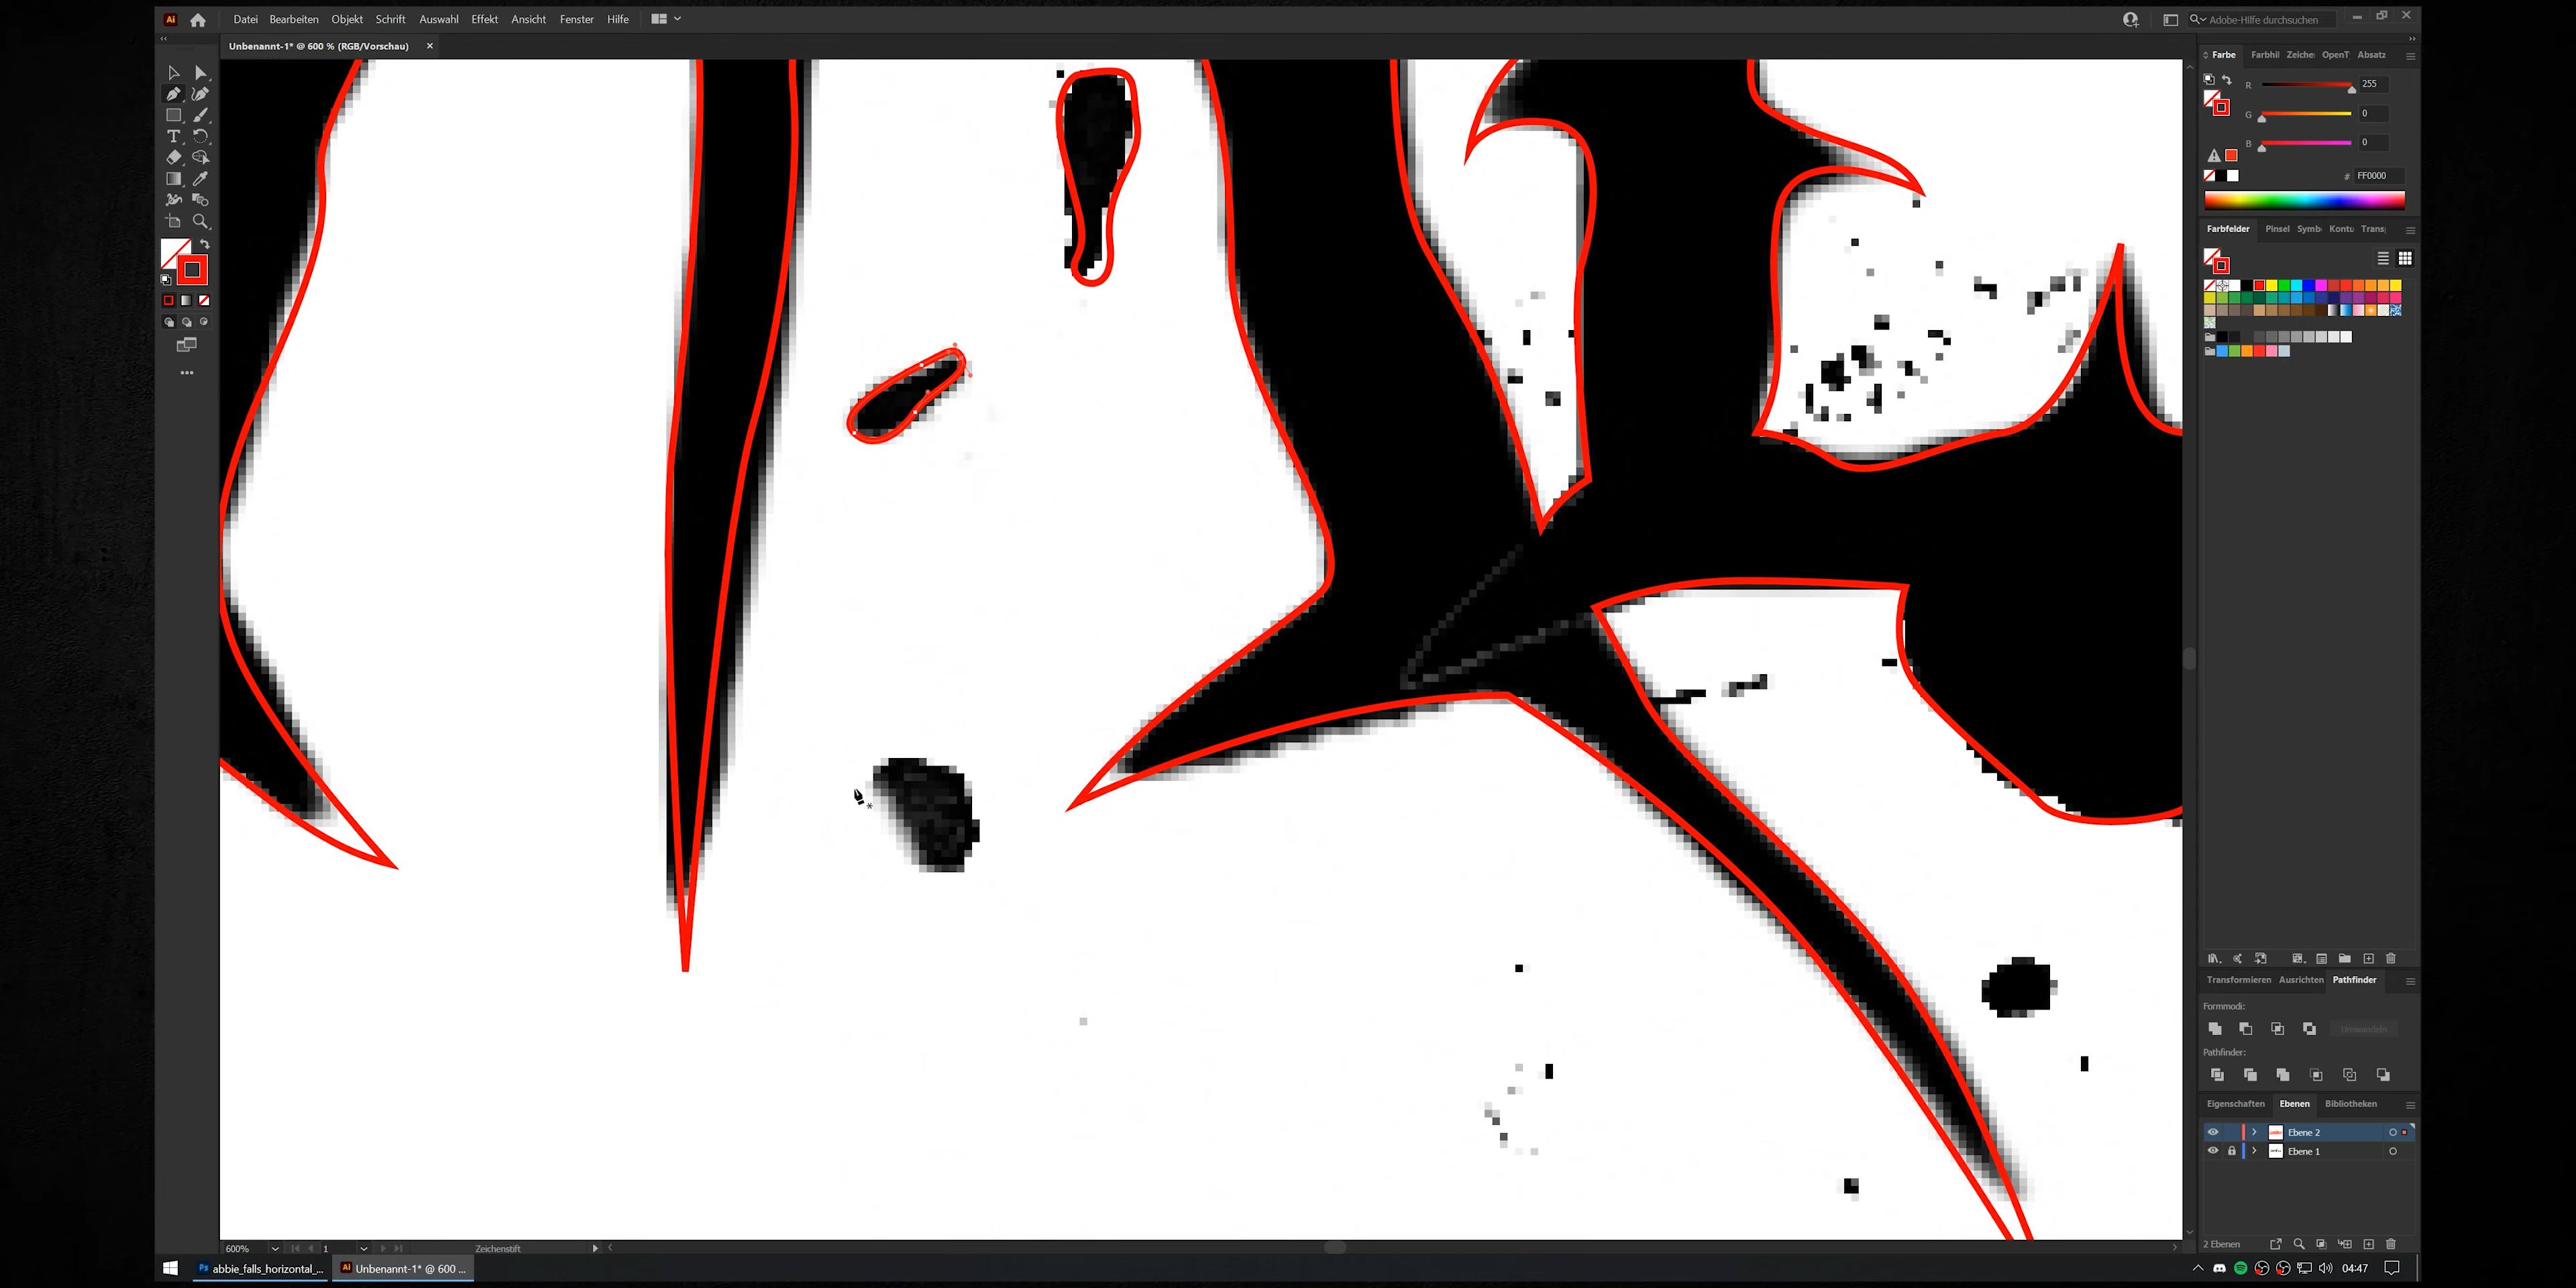 Ai
Datei Bearbeiten Objekt Schrift Auswahl Effekt Ansicht Fenster Hilfe
Adobe-Hilfe durchsuchen
Unbenannt-1* @ 600 % (RGB/Vorschau)
Farbe Farbhil Zeiche OpenT Absatz
R 255
G 0
B 0
# FF0000
Farbfelder Pinsel Symb Kontu Trans
Transformieren Ausrichten Pathfinder
Formmodi:
Umwandeln
Pathfinder:
Eigenschaften Ebenen Bibliotheken
Ebene 2
Ebene 1
2 Ebenen
600% 1 Zeichenstift
Ps abbie_falls_horizontal_...
Ai Unbenannt-1* @ 600 ...
04:47